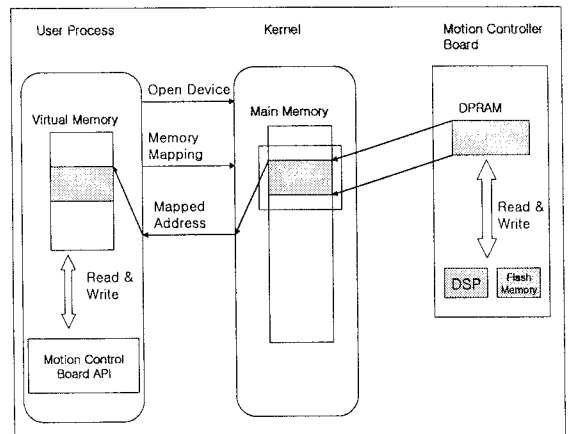 User Process
Kernel
Motion Controller
Board
Open Device
Virtual Memory
Main Memory
DPRAM
Memory
Mapping
Mapped
Address
Read &
Write
Read &
Write
DSP
Flash
Memory
Motion Control
Board API